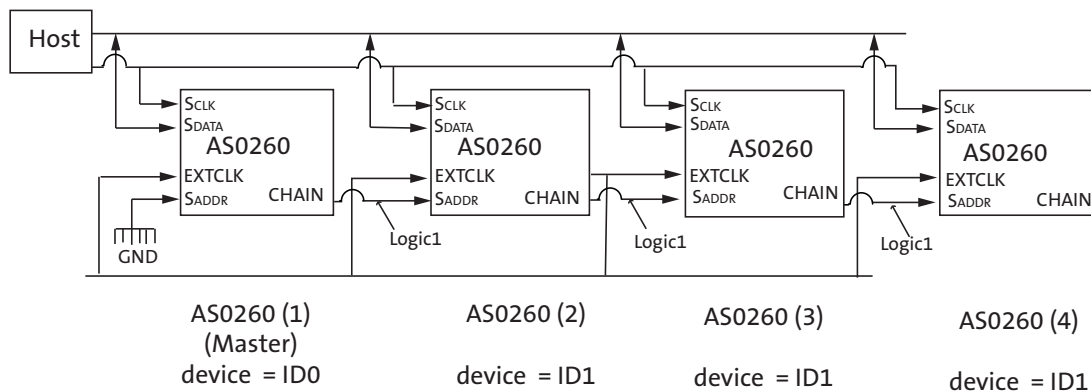 Host
SCLK
SDATA
AS0260
EXTCLK
SADDR
CHAIN
GND
Logic1
SCLK
SDATA
AS0260
EXTCLK
SADDR
CHAIN
Logic1
SCLK
SDATA
AS0260
EXTCLK
SADDR
CHAIN
Logic1
SCLK
SDATA
AS0260
EXTCLK
SADDR
CHAIN
AS0260 (1)
(Master)
device = ID0
AS0260 (2)
device = ID1
AS0260 (3)
device = ID1
AS0260 (4)
device = ID1